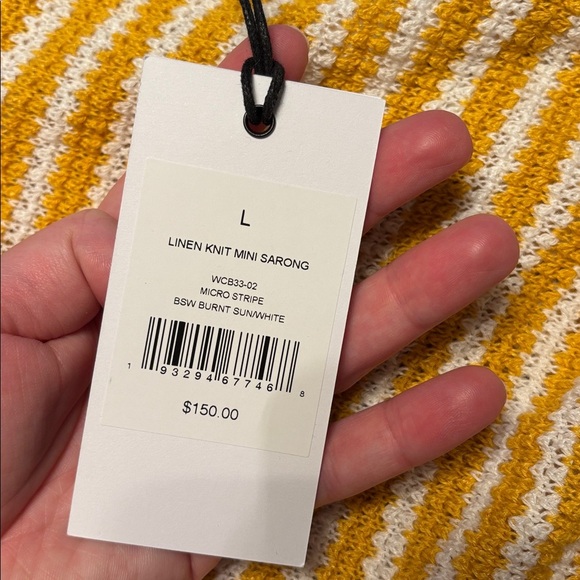 L
LINEN KNIT MINI SARONG
WCB33-02
MICRO STRIPE
BSW BURNT SUN/WHITE
1 93294 67746 8
$150.00